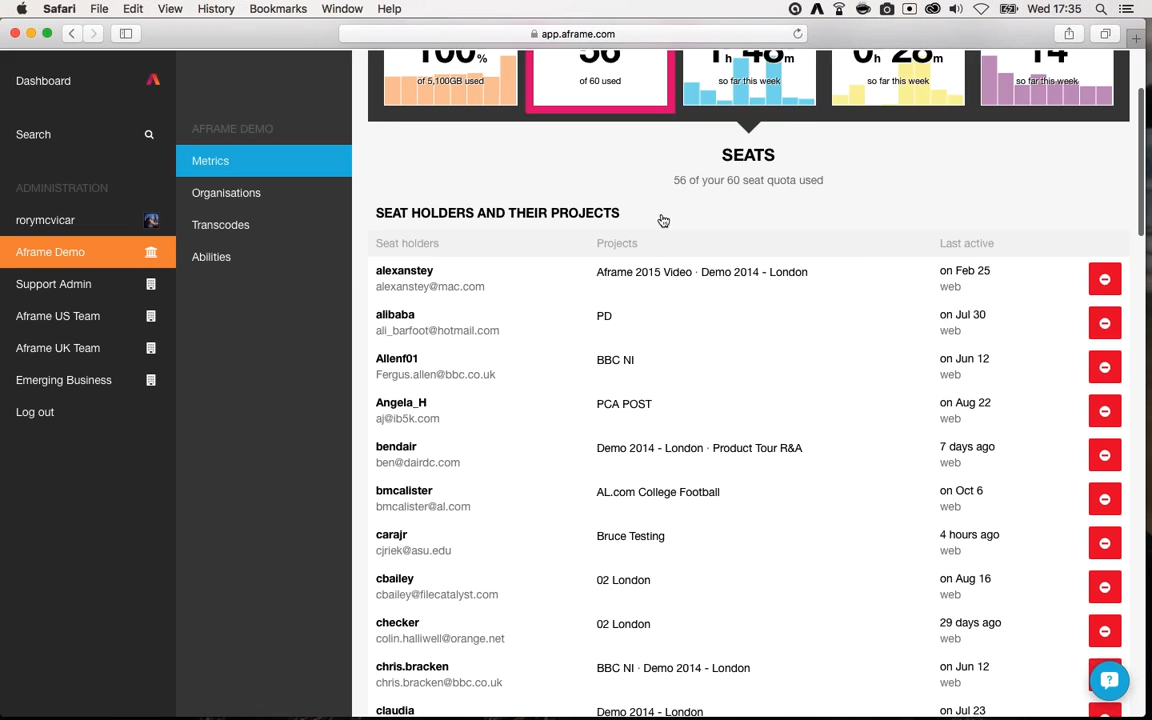 Safari File Edit View History Bookmarks Window Help Wed 17:35
app.aframe.com
Dashboard
Search
ADMINISTRATION
rorymcvicar
Aframe Demo
Support Admin
Aframe US Team
Aframe UK Team
Emerging Business
Log out
AFRAME DEMO
Metrics
Organisations
Transcodes
Abilities
100% 56 1h 48m 0h 28m 14
of 5,100GB used of 60 used so far this week so far this week so far this week
SEATS
56 of your 60 seat quota used
SEAT HOLDERS AND THEIR PROJECTS
Seat holders Projects Last active
alexanstey Aframe 2015 Video · Demo 2014 - London on Feb 25
alexanstey@mac.com web
alibaba PD on Jul 30
ali_barfoot@hotmail.com web
Allenf01 BBC NI on Jun 12
Fergus.allen@bbc.co.uk web
Angela_H PCA POST on Aug 22
aj@ib5k.com web
bendair Demo 2014 - London · Product Tour R&A 7 days ago
ben@dairdc.com web
bmcalister AL.com College Football on Oct 6
bmcalister@al.com web
carajr Bruce Testing 4 hours ago
cjriek@asu.edu web
cbailey 02 London on Aug 16
cbailey@filecatalyst.com web
checker 02 London 29 days ago
colin.halliwell@orange.net web
chris.bracken BBC NI · Demo 2014 - London on Jun 12
chris.bracken@bbc.co.uk web
claudia Demo 2014 - London on Jul 23